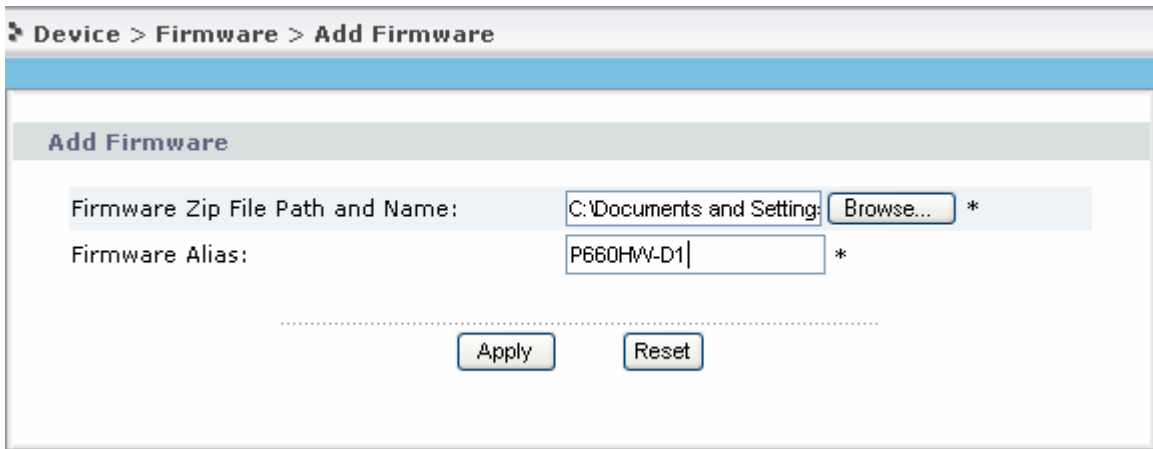 Device > Firmware > Add Firmware
Add Firmware
Firmware Zip File Path and Name: C:\Documents and Settings Browse... *
Firmware Alias: P660HW-D1 *
Apply Reset